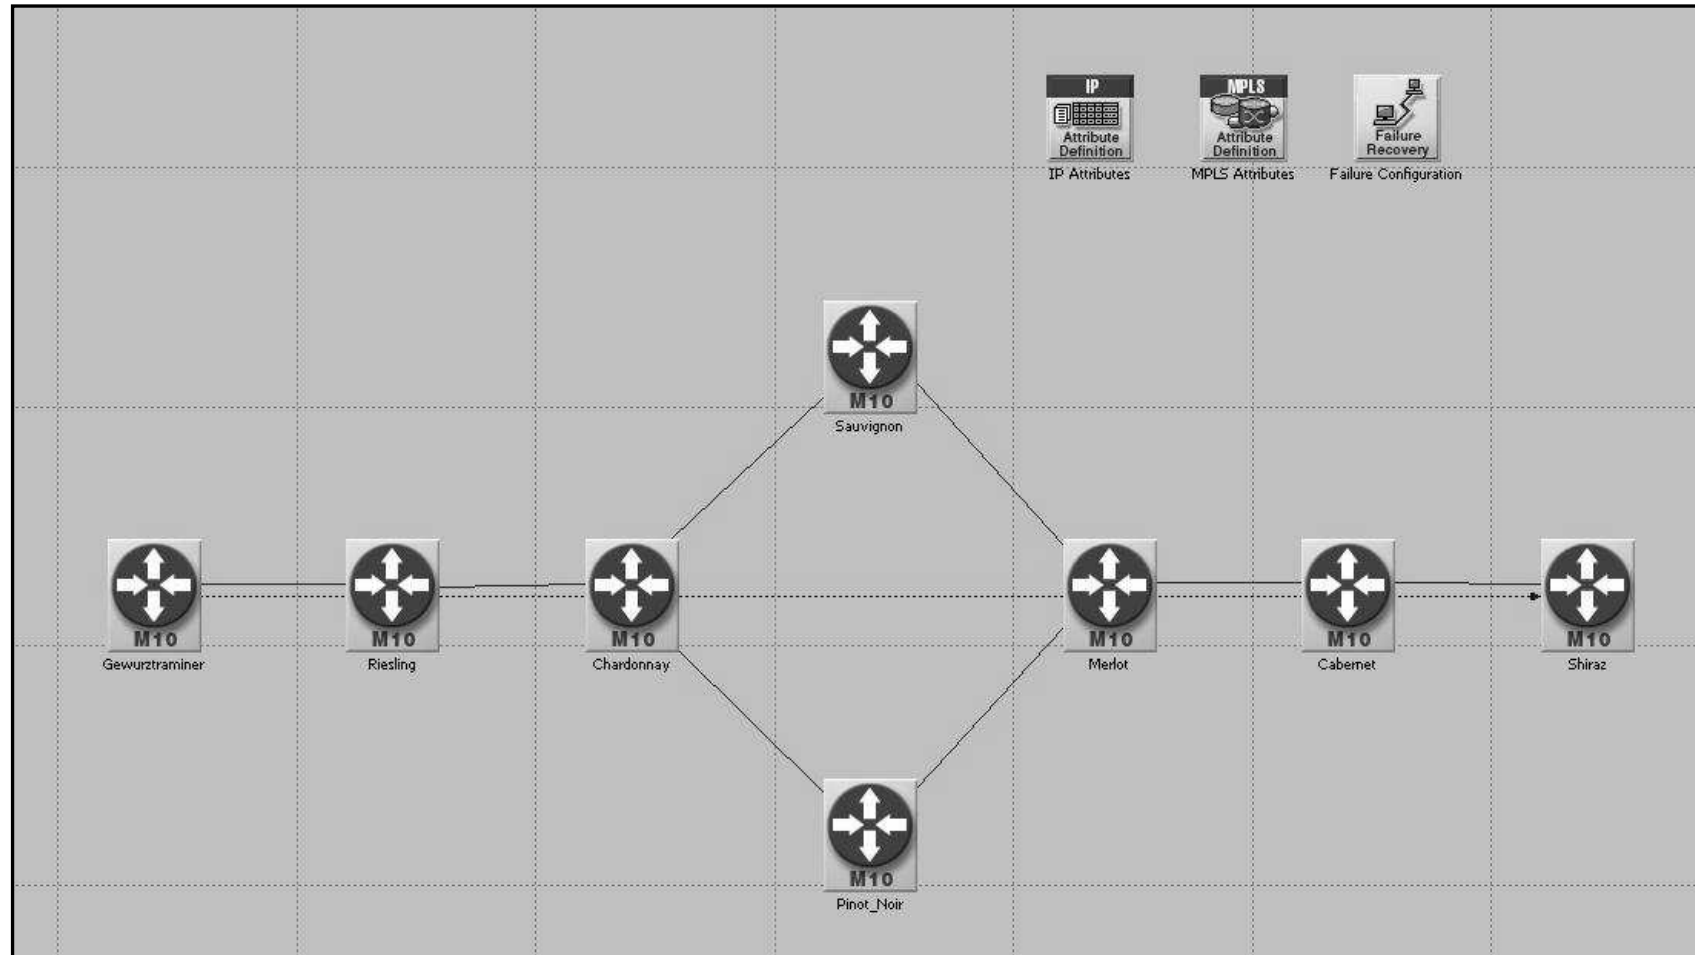 IP
Attribute
Definition
IP Attributes
MPLS
Attribute
Definition
MPLS Attributes
Failure
Recovery
Failure Configuration
M10
Sauvignon
M10
Gewurztraminer
M10
Riesling
M10
Chardonnay
M10
Merlot
M10
Cabernet
M10
Shiraz
M10
Pinot_Noir